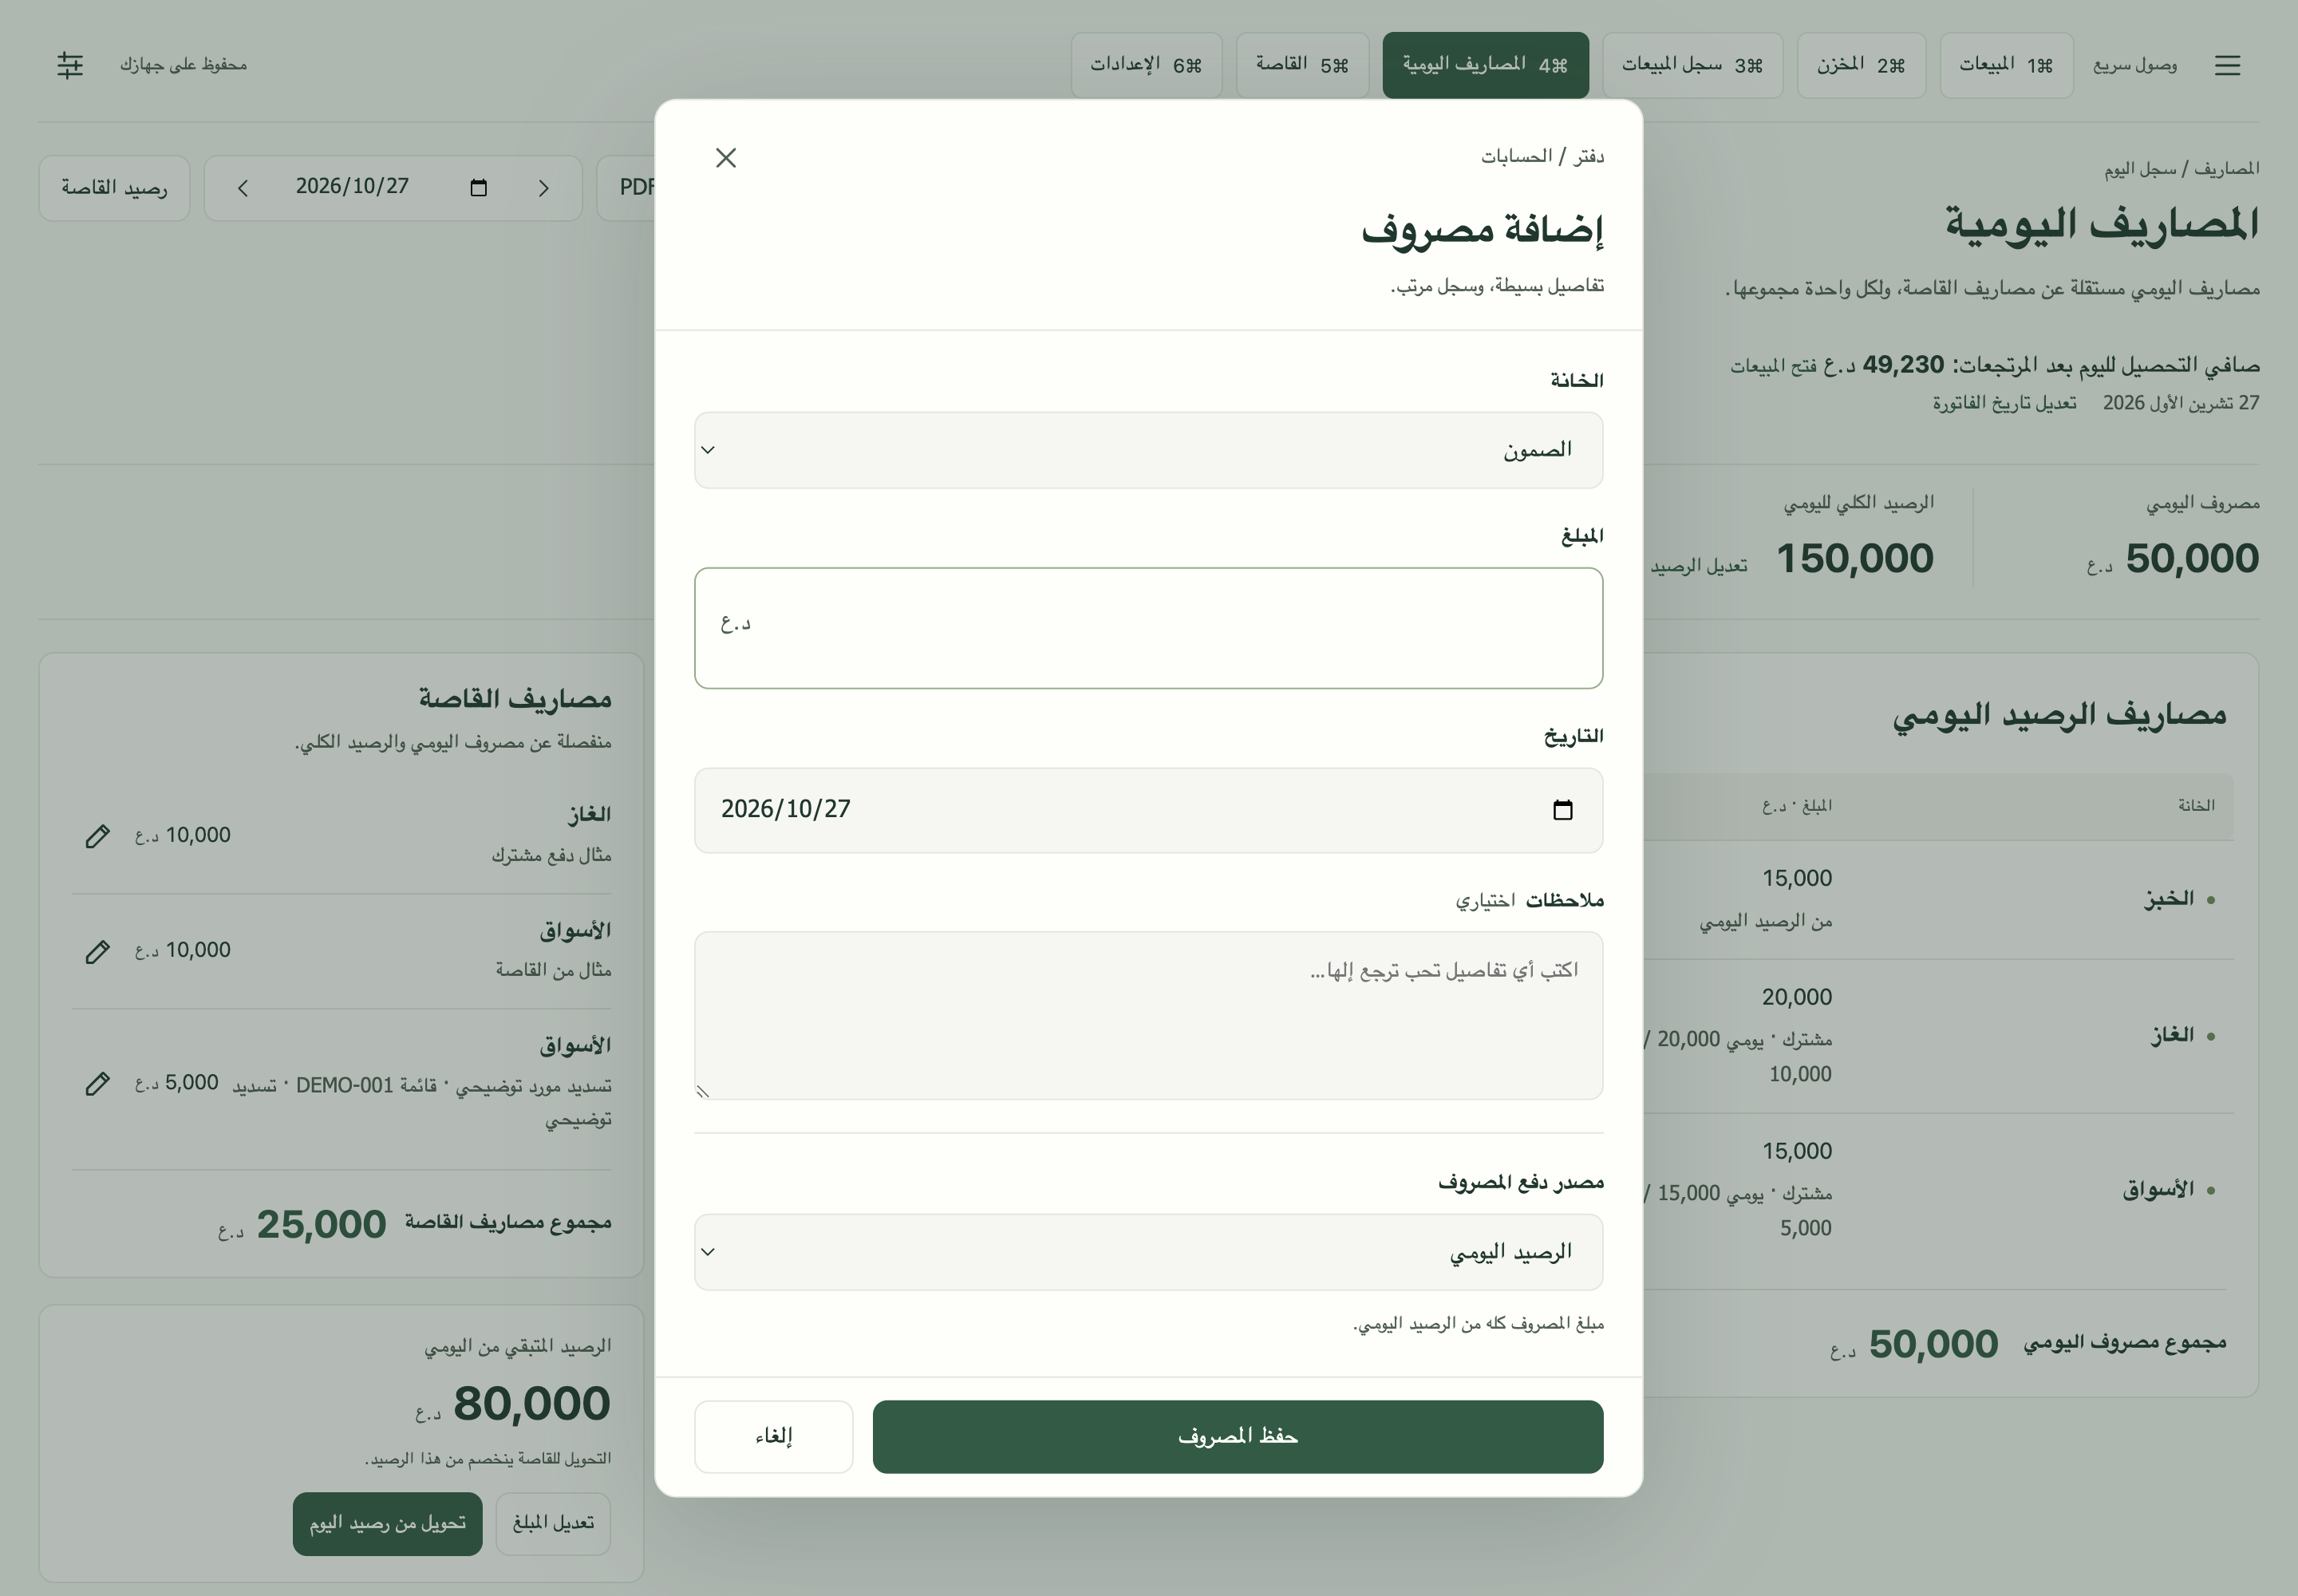 وصول سريع
⌘1 المبيعات
⌘2 المخزن
⌘3 سجل المبيعات
⌘4 المصاريف اليومية
⌘5 القاصة
⌘6 الإعدادات
محفوظ على جهازك
المصاريف / سجل اليوم
المصاريف اليومية
مصاريف اليومي مستقلة عن مصاريف القاصة، ولكل واحدة مجموعها.
صافي التحصيل لليوم بعد المرتجعات: 49,230 د.ع فتح المبيعات
27 تشرين الأول 2026 تعديل تاريخ الفاتورة
PDF
2026/10/27
رصيد القاصة
مصروف اليومي
50,000 د.ع
الرصيد الكلي لليومي
150,000 تعديل الرصيد
مصاريف الرصيد اليومي
الخانة
المبلغ · د.ع
الخبز
15,000
من الرصيد اليومي
الغاز
20,000
مشترك · يومي 20,000 /
10,000
الأسواق
15,000
مشترك · يومي 15,000 /
5,000
مجموع مصروف اليومي 50,000 د.ع
دفتر / الحسابات
إضافة مصروف
تفاصيل بسيطة، وسجل مرتب.
الخانة
الصمون
المبلغ
د.ع
التاريخ
2026/10/27
ملاحظات اختياري
اكتب أي تفاصيل تحب ترجع إلها...
مصدر دفع المصروف
الرصيد اليومي
مبلغ المصروف كله من الرصيد اليومي.
حفظ المصروف
إلغاء
مصاريف القاصة
منفصلة عن مصروف اليومي والرصيد الكلي.
الغاز
مثال دفع مشترك
10,000 د.ع
الأسواق
مثال من القاصة
10,000 د.ع
الأسواق
تسديد مورد توضيحي · قائمة DEMO-001 · تسديد
توضيحي
5,000 د.ع
مجموع مصاريف القاصة 25,000 د.ع
الرصيد المتبقي من اليومي
80,000 د.ع
التحويل للقاصة ينخصم من هذا الرصيد.
تعديل المبلغ
تحويل من رصيد اليوم